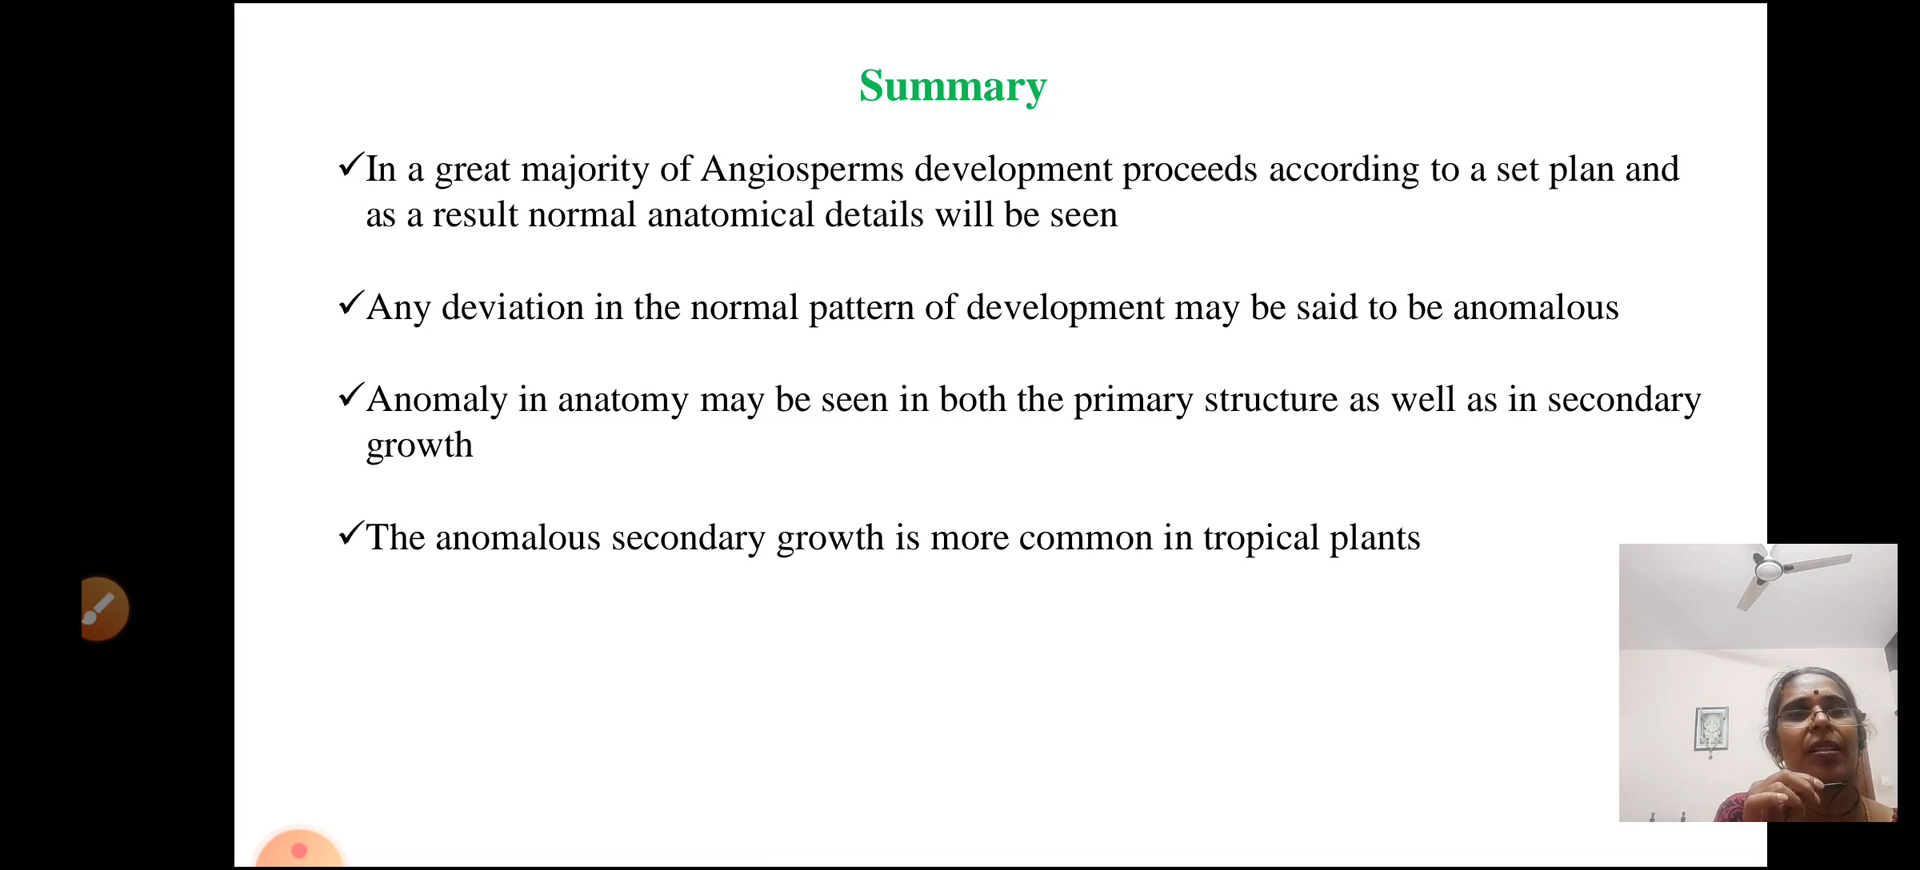 Summary
✓In a great majority of Angiosperms development proceeds according to a set plan and
as a result normal anatomical details will be seen
✓Any deviation in the normal pattern of development may be said to be anomalous
✓Anomaly in anatomy may be seen in both the primary structure as well as in secondary
growth
✓The anomalous secondary growth is more common in tropical plants